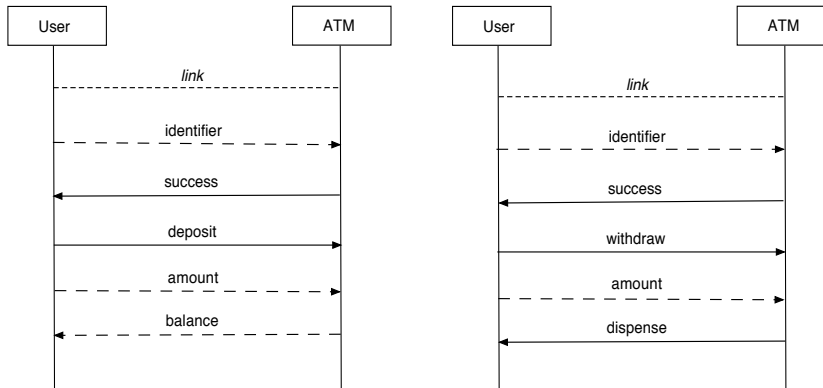 User
ATM
link
identifier
success
deposit
amount
balance
User
ATM
link
identifier
success
withdraw
amount
dispense